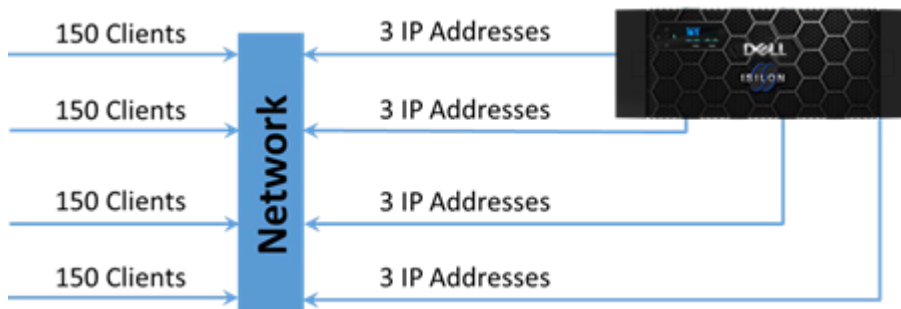 150 Clients
3 IP Addresses
DELL
ISILON
150 Clients
3 IP Addresses
Network
150 Clients
3 IP Addresses
150 Clients
3 IP Addresses